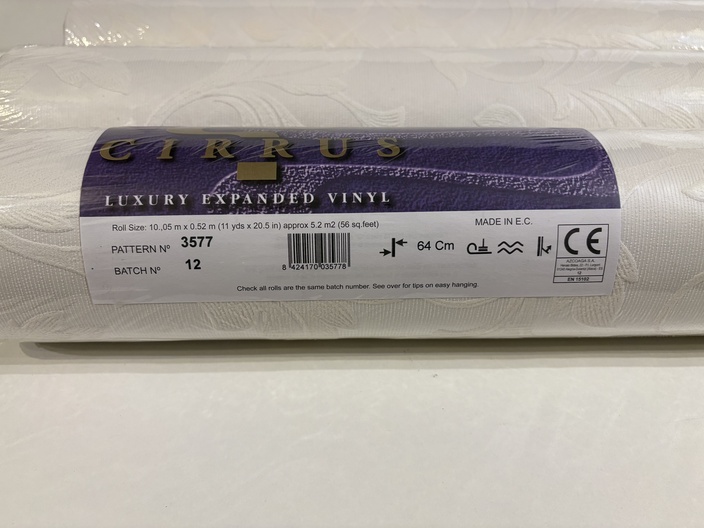 CIRRUS
LUXURY EXPANDED VINYL
Roll Size: 10.,05 m x 0.52 m (11 yds x 20.5 in) approx 5.2 m2 (56 sq.feet)
MADE IN E.C.
PATTERN Nº 3577
64 Cm
BATCH Nº 12
8 424170 035778
CE
EN 15102
Check all rolls are the same batch number. See over for tips on easy hanging.